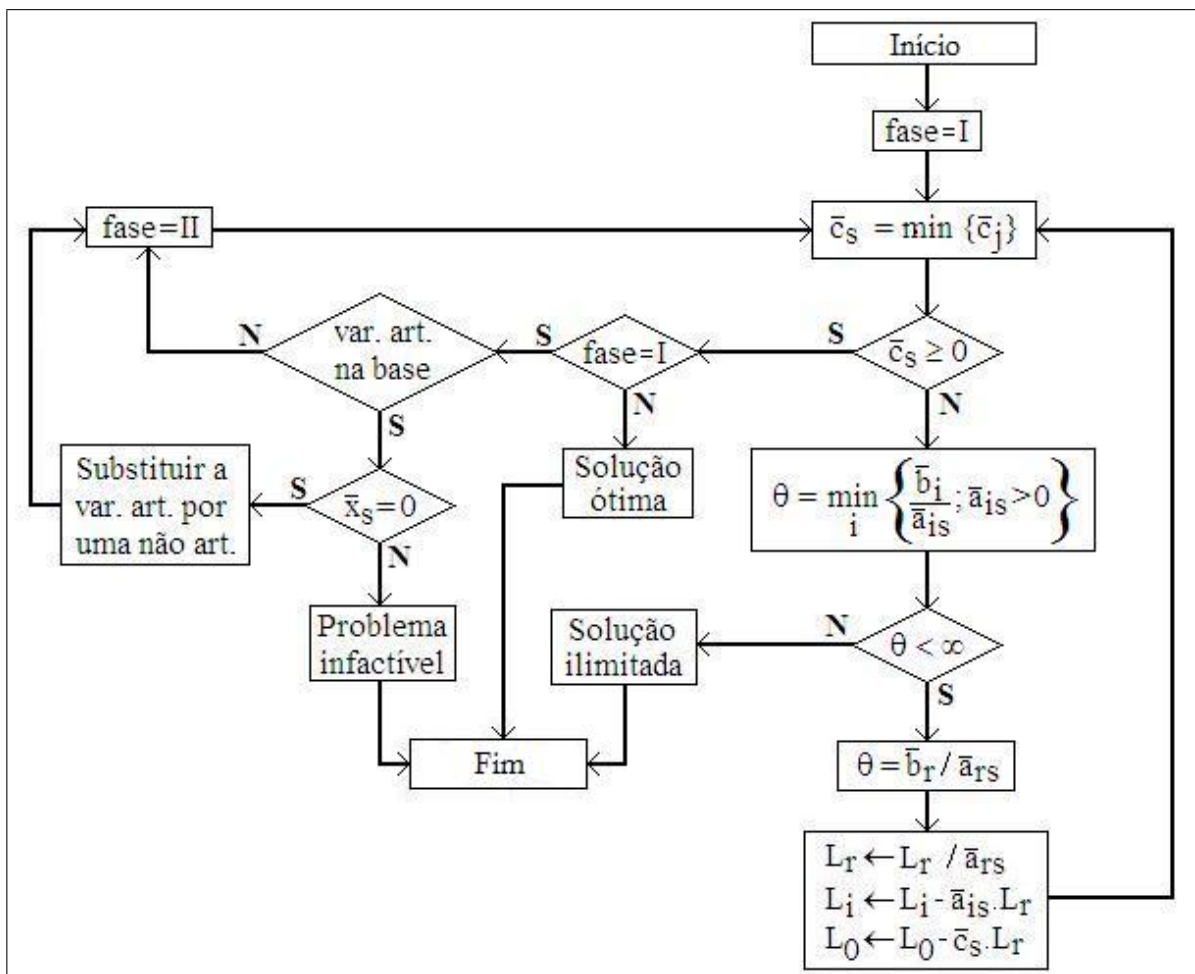 Início
fase=I
fase=II
c̄s = min {c̄j}
N
var. art.
na base
S
fase=I
S
c̄s ≥ 0
N
S
N
Substituir a
var. art. por
uma não art.
S
x̄s=0
N
Solução
ótima
θ = min i {b̄i / āis ; āis >0}
Problema
infactível
Solução
ilimitada
N
θ < ∞
S
Fim
θ = b̄r / ārs
Lr ← Lr / ārs
Li ← Li - āis.Lr
L0 ← L0 - c̄s.Lr